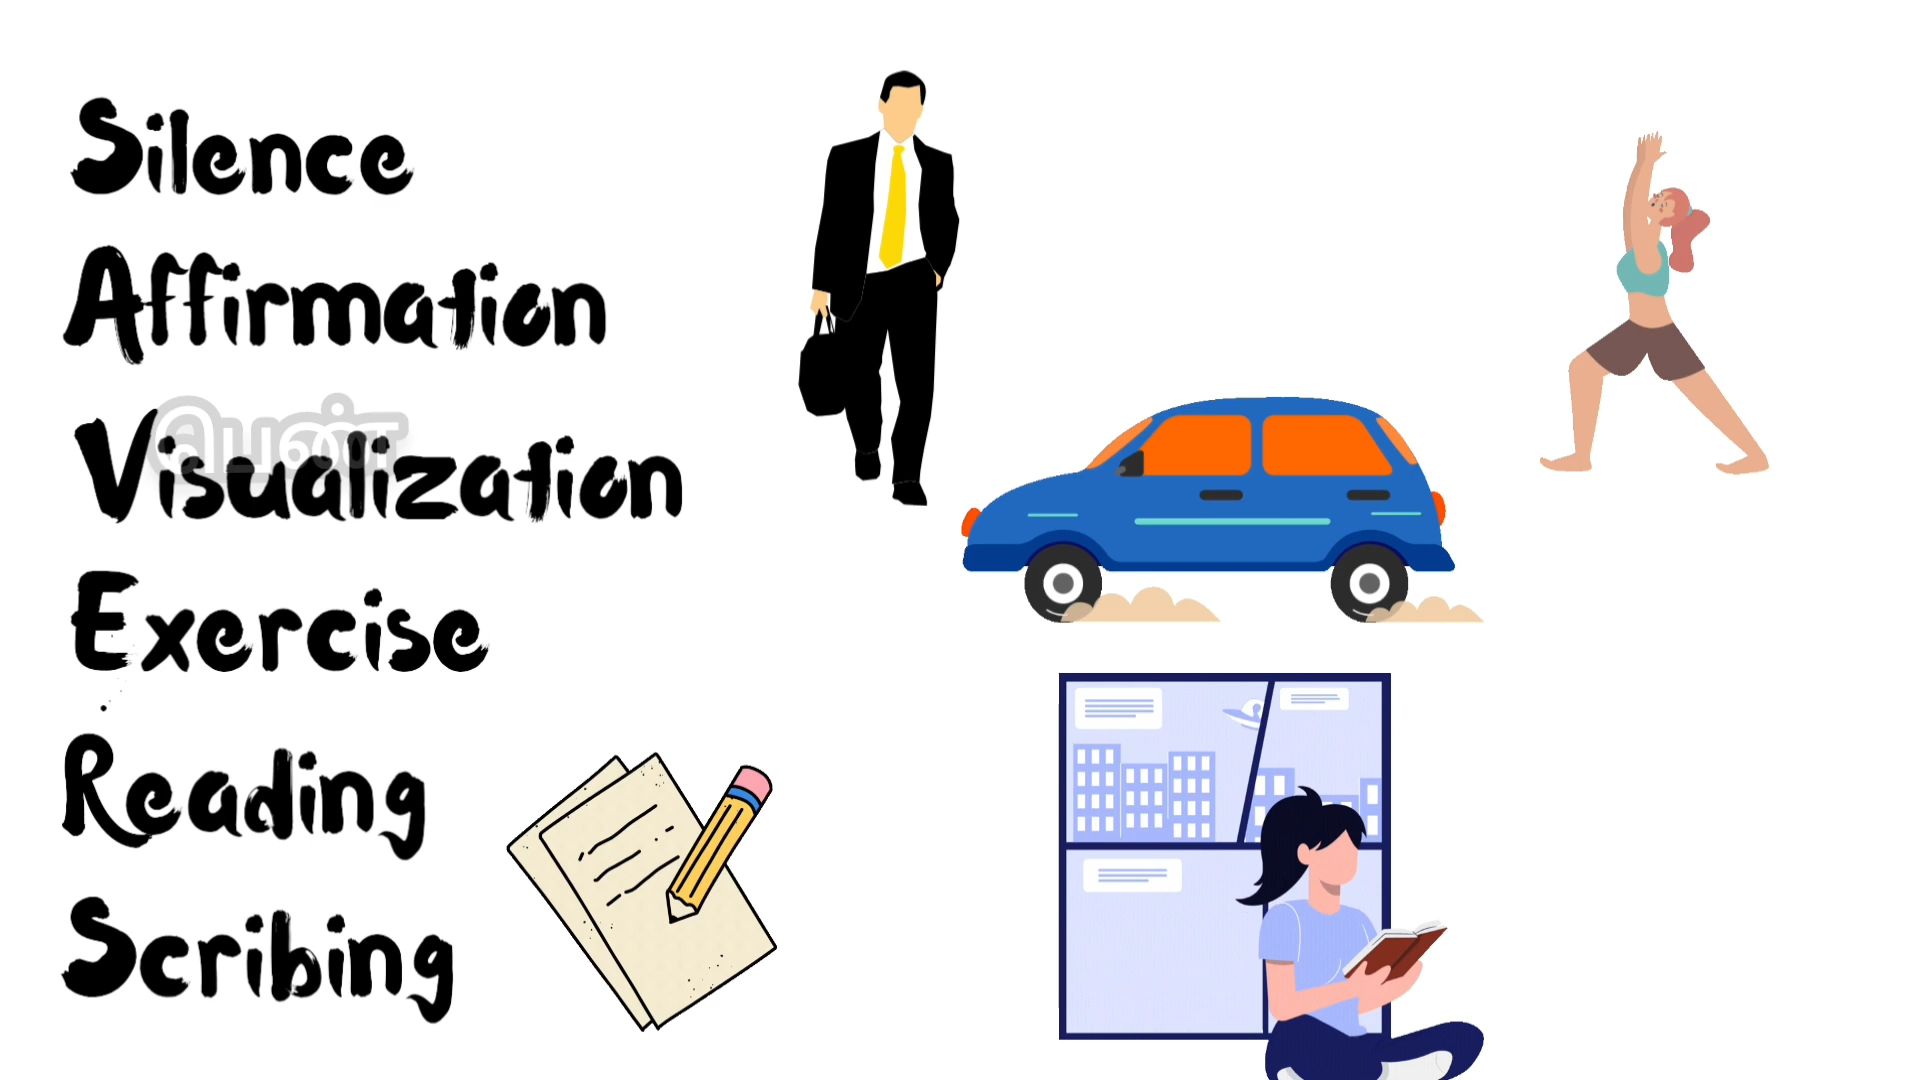 Silence
Affirmation
பெண்
Visualization
Exercise
Reading
Scribing